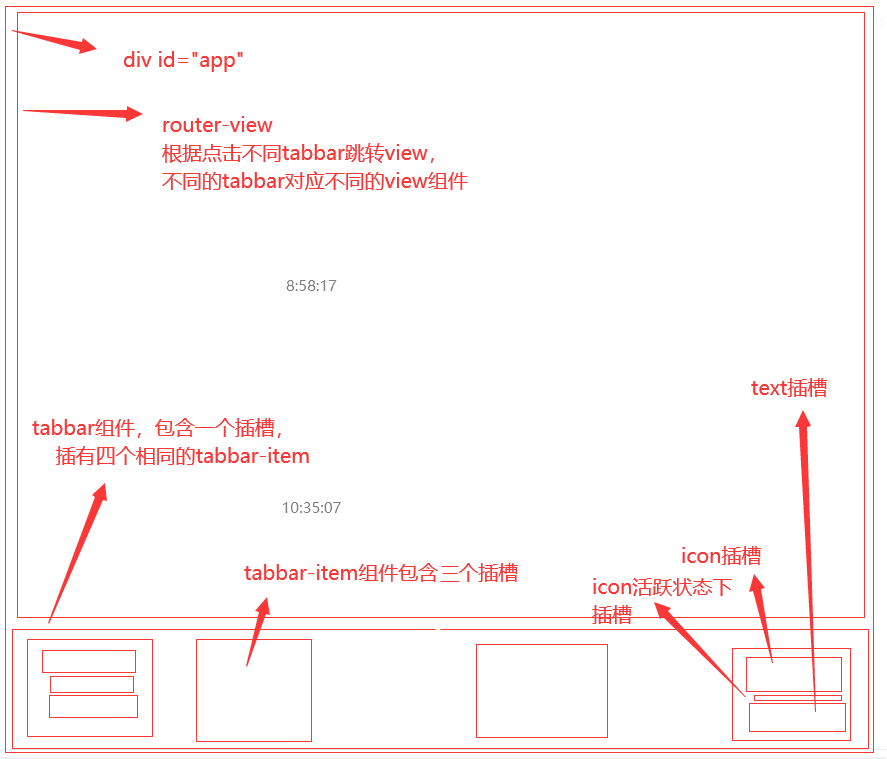 div id="app"
router-view
根据点击不同tabbar跳转view，
不同的tabbar对应不同的view组件
8:58:17
text插槽
tabbar组件，包含一个插槽，
插有四个相同的tabbar-item
10:35:07
icon插槽
tabbar-item组件包含三个插槽
icon活跃状态下
插槽